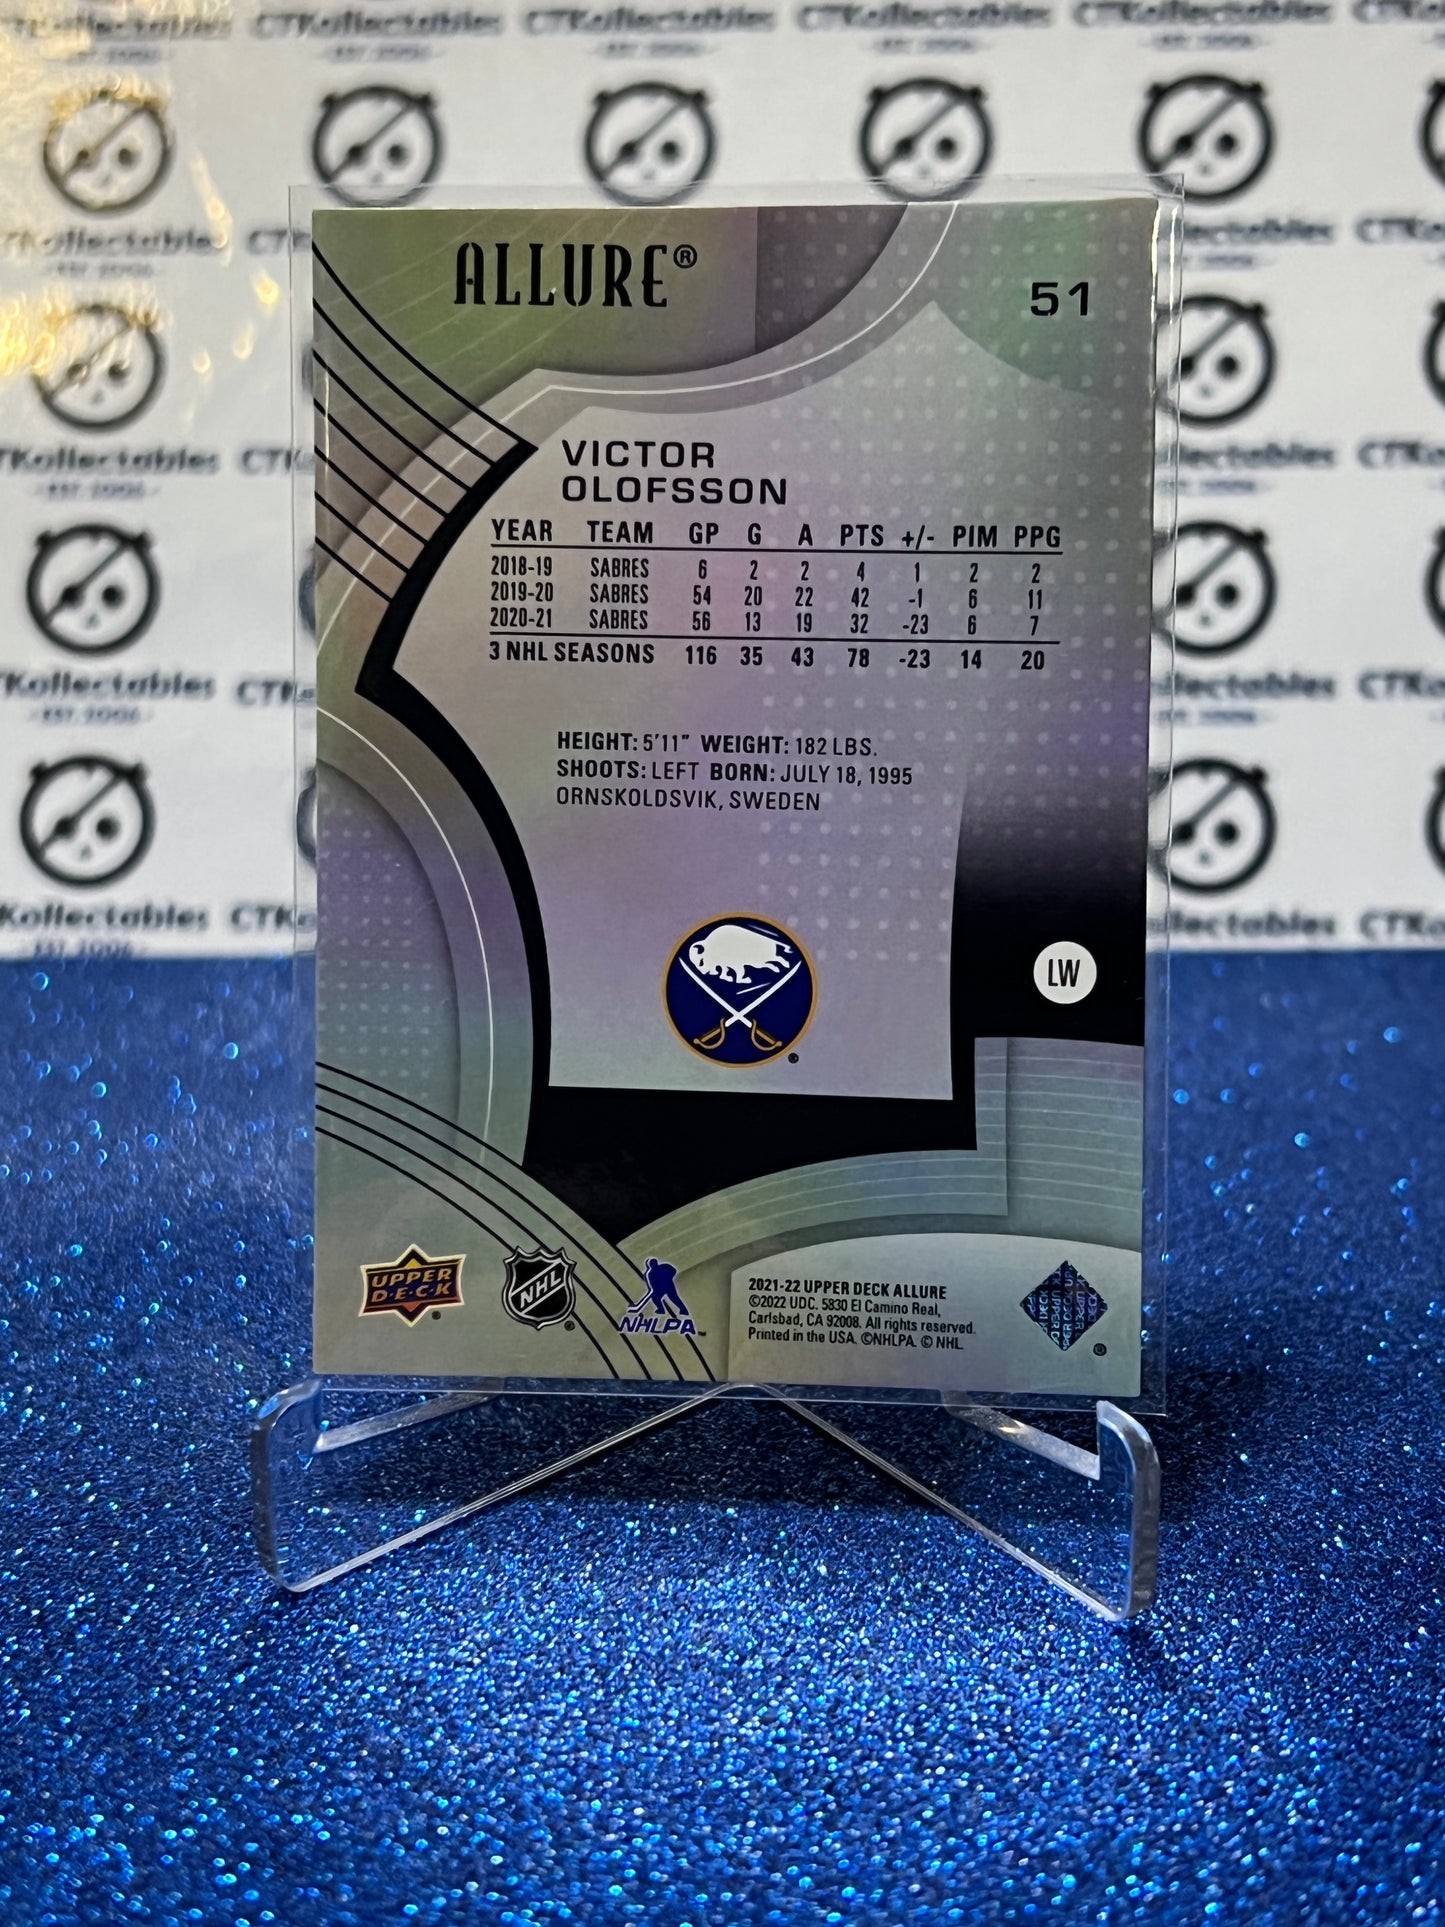 ALLURE®
51
VICTOR
OLOFSSON
YEAR TEAM GP G A PTS +/- PIM PPG
2018-19 SABRES 6 2 2 4 1 2 2
2019-20 SABRES 54 20 22 42 -1 6 11
2020-21 SABRES 56 13 19 32 -23 6 7
3 NHL SEASONS 116 35 43 78 -23 14 20
HEIGHT: 5'11" WEIGHT: 182 LBS.
SHOOTS: LEFT BORN: JULY 18, 1995
ORNSKOLDSVIK, SWEDEN
LW
UPPER
D·E·C·K
NHL
NHLPA
2021-22 UPPER DECK ALLURE
©2022 UDC. 5830 El Camino Real,
Carlsbad, CA 92008. All rights reserved.
Printed in the USA. ©NHLPA. © NHL
CTKollectables
EST. 2006